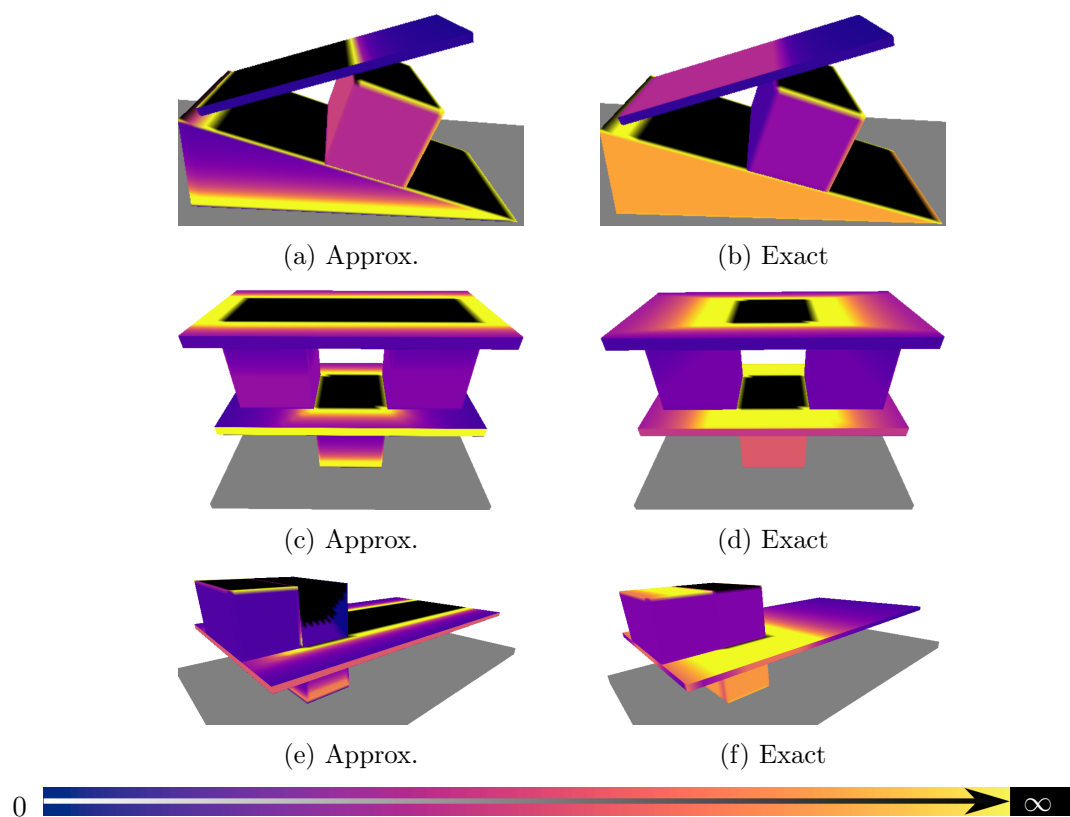 (a) Approx.
(b) Exact
(c) Approx.
(d) Exact
(e) Approx.
(f) Exact
0
∞